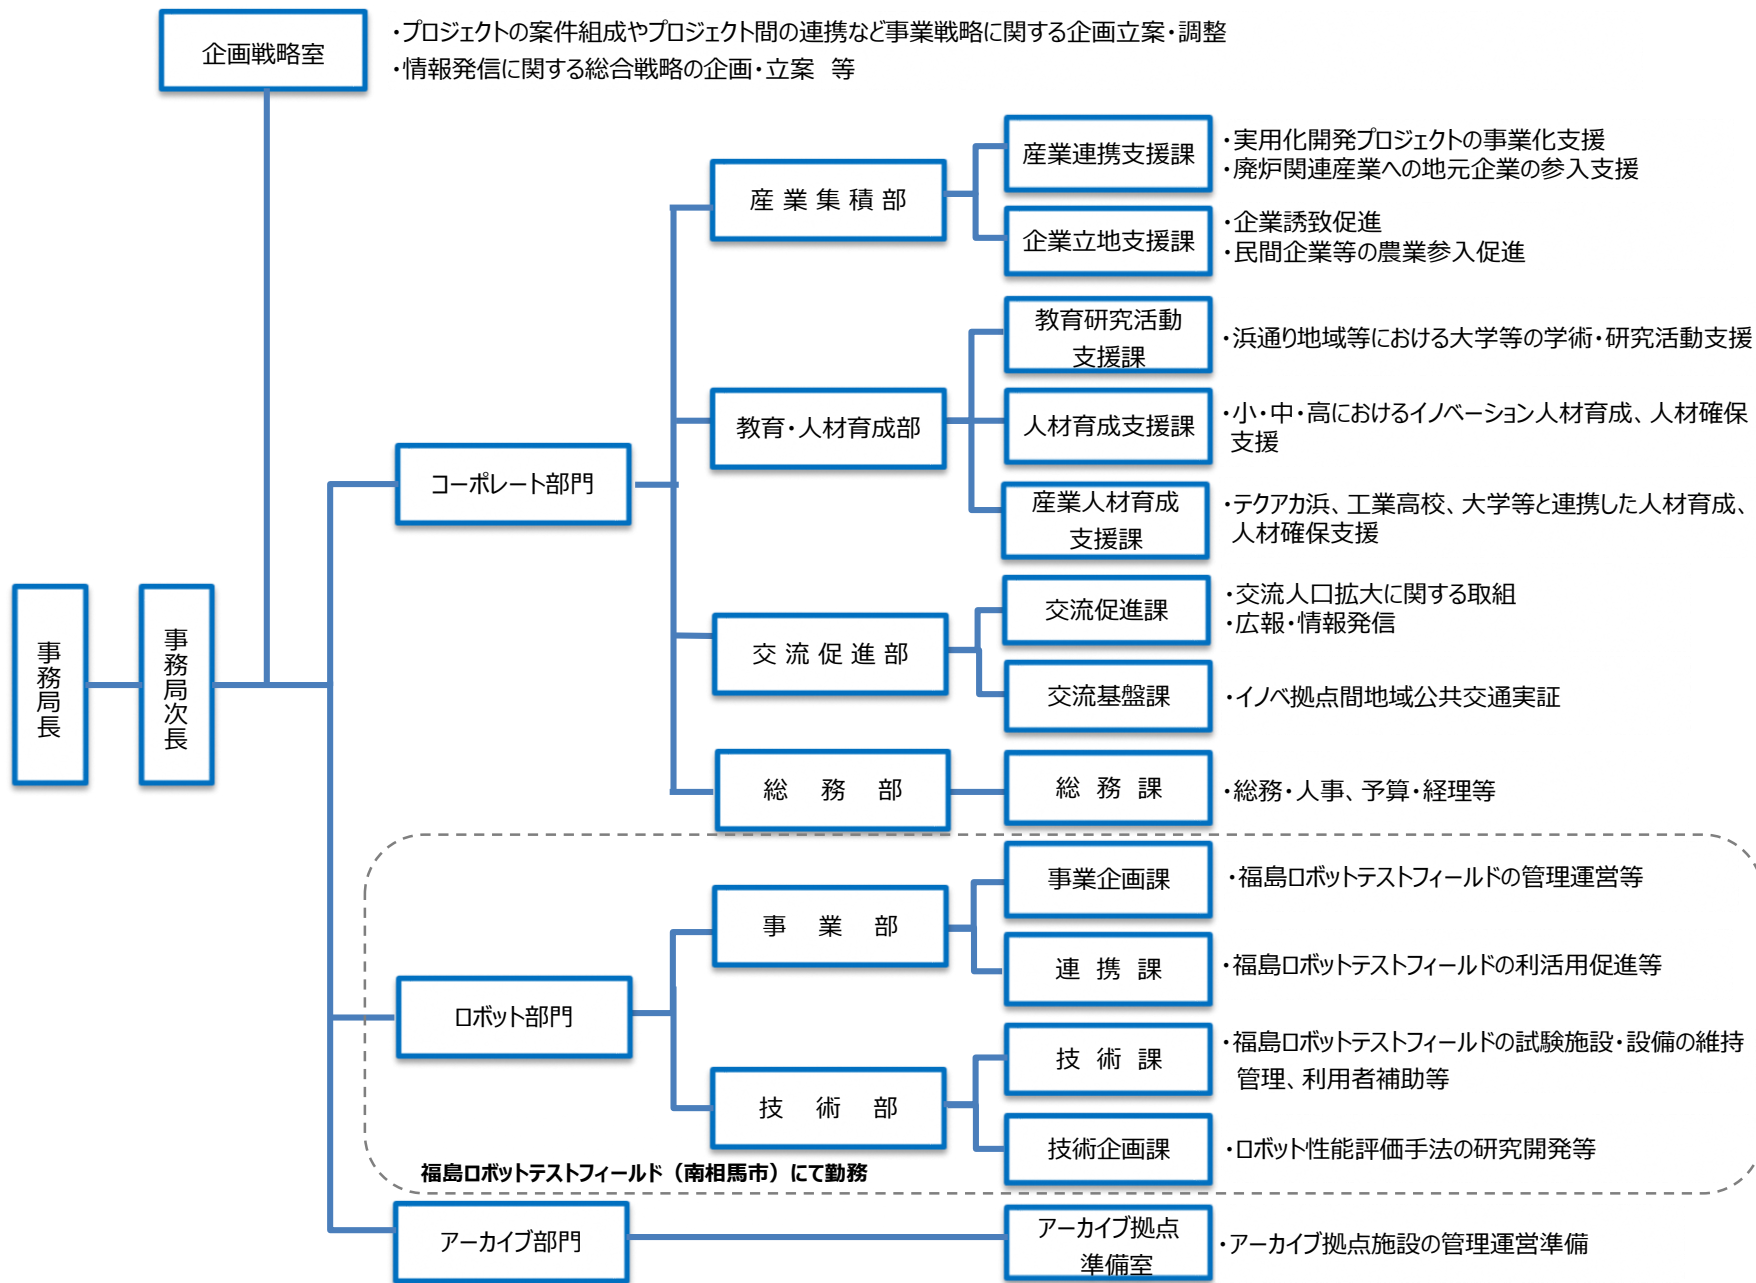 企画戦略室
・プロジェクトの案件組成やプロジェクト間の連携など事業戦略に関する企画立案・調整
・情報発信に関する総合戦略の企画・立案　等
産業連携支援課
・実用化開発プロジェクトの事業化支援
・廃炉関連産業への地元企業の参入支援
産業集積部
企業立地支援課
・企業誘致促進
・民間企業等の農業参入促進
教育研究活動
支援課
・浜通り地域等における大学等の学術・研究活動支援
教育・人材育成部
人材育成支援課
・小・中・高におけるイノベーション人材育成、人材確保
支援
コーポレート部門
産業人材育成
支援課
・テクアカ浜、工業高校、大学等と連携した人材育成、
人材確保支援
交流促進課
・交流人口拡大に関する取組
・広報・情報発信
交流促進部
事務局長
事務局次長
交流基盤課
・イノベ拠点間地域公共交通実証
総務部
総務課
・総務・人事、予算・経理等
事業企画課
・福島ロボットテストフィールドの管理運営等
事業部
連携課
・福島ロボットテストフィールドの利活用促進等
ロボット部門
技術課
・福島ロボットテストフィールドの試験施設・設備の維持
管理、利用者補助等
技術部
技術企画課
・ロボット性能評価手法の研究開発等
福島ロボットテストフィールド（南相馬市）にて勤務
アーカイブ部門
アーカイブ拠点
準備室
・アーカイブ拠点施設の管理運営準備